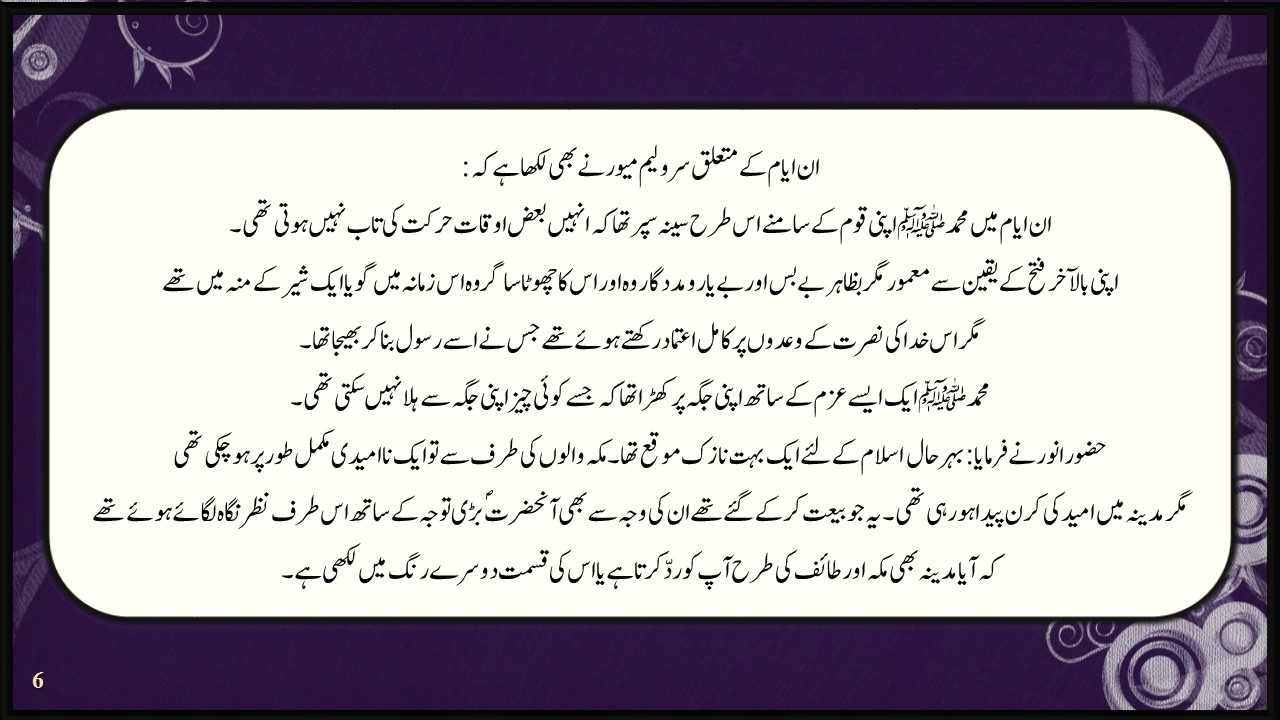 ان ایام کے متعلق سرولیم میور نے بھی لکھا ہے کہ :
ان ایام میں محمد ﷺ اپنی قوم کے سامنے اس طرح سینہ سپر تھا کہ انہیں بعض اوقات حرکت کی تاب نہیں ہوتی تھی۔
اپنی بالآخر فتح کے یقین سے معمور مگر بظاہر بے بس اور بے یار و مددگار وہ اور اس کا چھوٹا سا گروہ اس زمانہ میں گویا ایک شیر کے منہ میں تھے
مگر اس خدا کی نصرت کے وعدوں پر کامل اعتماد رکھتے ہوئے تھے جس نے اسے رسول بنا کر بھیجا تھا۔
محمد ﷺ ایک ایسے عزم کے ساتھ اپنی جگہ پر کھڑا تھا کہ جسے کوئی چیز اپنی جگہ سے ہلا نہیں سکتی تھی۔
حضور انور نے فرمایا: بہر حال اسلام کے لئے ایک بہت نازک موقع تھا۔ مکہ والوں کی طرف سے تو ایک ناامیدی مکمل طور پر ہو چکی تھی
مگر مدینہ میں امید کی کرن پیدا ہو رہی تھی۔ یہ جو بیعت کر کے گئے تھے ان کی وجہ سے بھی آنحضرتؐ بڑی توجہ کے ساتھ اس طرف نظر نگاہ لگائے ہوئے تھے
کہ آیا مدینہ بھی مکہ اور طائف کی طرح آپ کو ردّ کرتا ہے یا اس کی قسمت دوسرے رنگ میں لکھی ہے۔
6